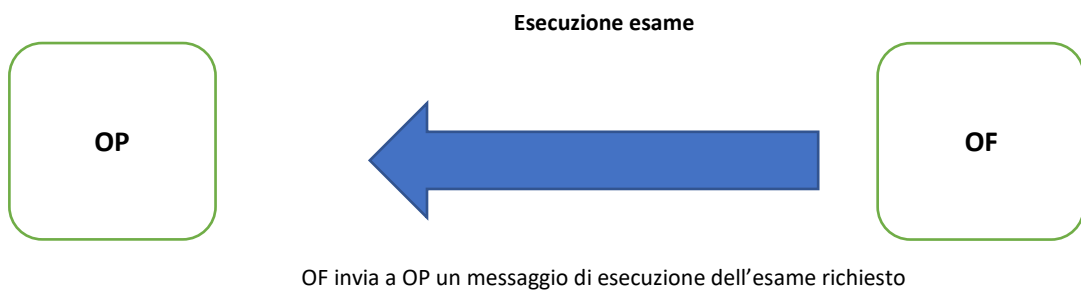 Esecuzione esame
OP
OF
OF invia a OP un messaggio di esecuzione dell’esame richiesto